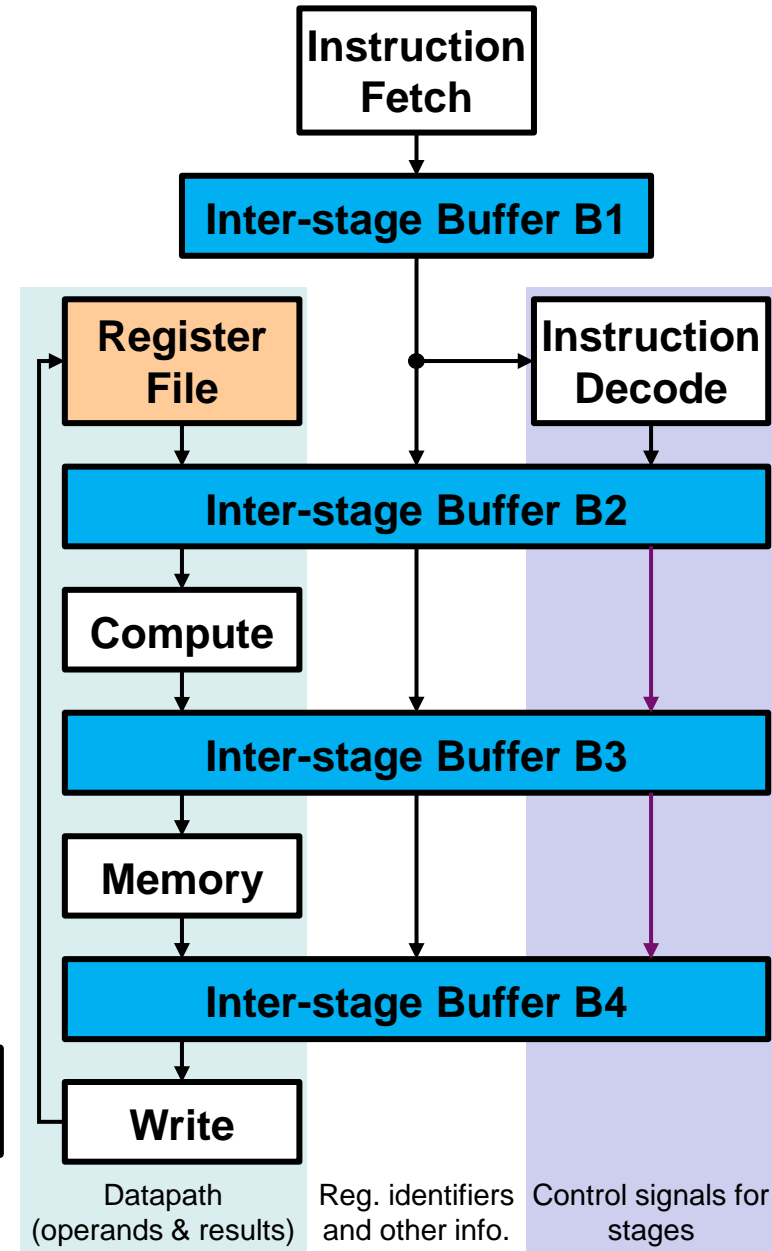 Instruction
Fetch
Inter-stage Buffer B1
Register
File
Instruction
Decode
Inter-stage Buffer B2
Compute
Inter-stage Buffer B3
Memory
Inter-stage Buffer B4
Write
Datapath
(operands & results)
Reg. identifiers
and other info.
Control signals for
stages